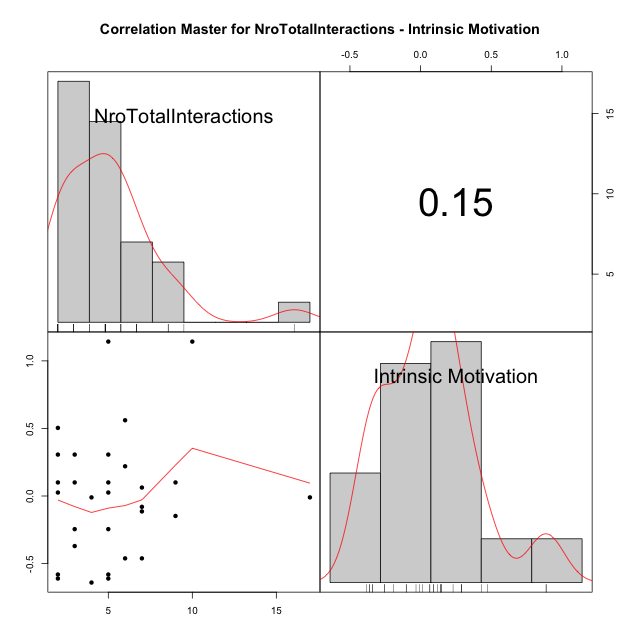 Correlation Master for NroTotalInteractions - Intrinsic Motivation
-0.5 0.0 0.5 1.0
NroTotalInteractions
0.15
15
10
5
Intrinsic Motivation
1.0
0.5
0.0
-0.5
5 10 15